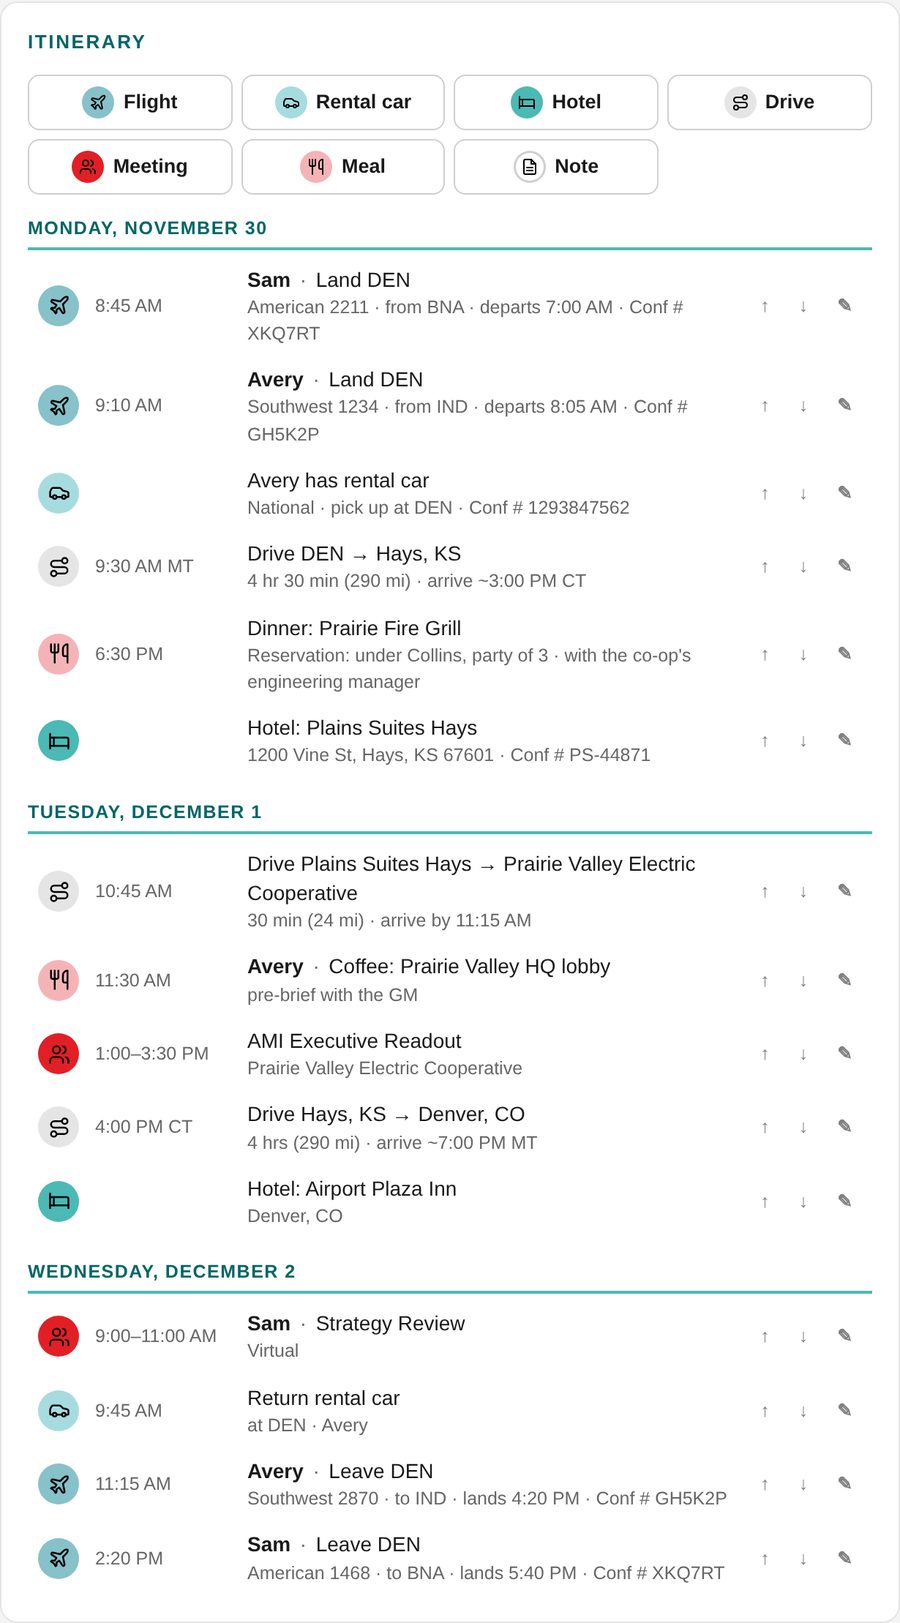 ITINERARY
Flight
Rental car
Hotel
Drive
Meeting
Meal
Note
MONDAY, NOVEMBER 30
8:45 AM
Sam · Land DEN
American 2211 · from BNA · departs 7:00 AM · Conf #
XKQ7RT
↑ ↓ ✎
9:10 AM
Avery · Land DEN
Southwest 1234 · from IND · departs 8:05 AM · Conf #
GH5K2P
↑ ↓ ✎
Avery has rental car
National · pick up at DEN · Conf # 1293847562
↑ ↓ ✎
9:30 AM MT
Drive DEN → Hays, KS
4 hr 30 min (290 mi) · arrive ~3:00 PM CT
↑ ↓ ✎
6:30 PM
Dinner: Prairie Fire Grill
Reservation: under Collins, party of 3 · with the co-op's
engineering manager
↑ ↓ ✎
Hotel: Plains Suites Hays
1200 Vine St, Hays, KS 67601 · Conf # PS-44871
↑ ↓ ✎
TUESDAY, DECEMBER 1
10:45 AM
Drive Plains Suites Hays → Prairie Valley Electric
Cooperative
30 min (24 mi) · arrive by 11:15 AM
↑ ↓ ✎
11:30 AM
Avery · Coffee: Prairie Valley HQ lobby
pre-brief with the GM
↑ ↓ ✎
1:00–3:30 PM
AMI Executive Readout
Prairie Valley Electric Cooperative
↑ ↓ ✎
4:00 PM CT
Drive Hays, KS → Denver, CO
4 hrs (290 mi) · arrive ~7:00 PM MT
↑ ↓ ✎
Hotel: Airport Plaza Inn
Denver, CO
↑ ↓ ✎
WEDNESDAY, DECEMBER 2
9:00–11:00 AM
Sam · Strategy Review
Virtual
↑ ↓ ✎
9:45 AM
Return rental car
at DEN · Avery
↑ ↓ ✎
11:15 AM
Avery · Leave DEN
Southwest 2870 · to IND · lands 4:20 PM · Conf # GH5K2P
↑ ↓ ✎
2:20 PM
Sam · Leave DEN
American 1468 · to BNA · lands 5:40 PM · Conf # XKQ7RT
↑ ↓ ✎